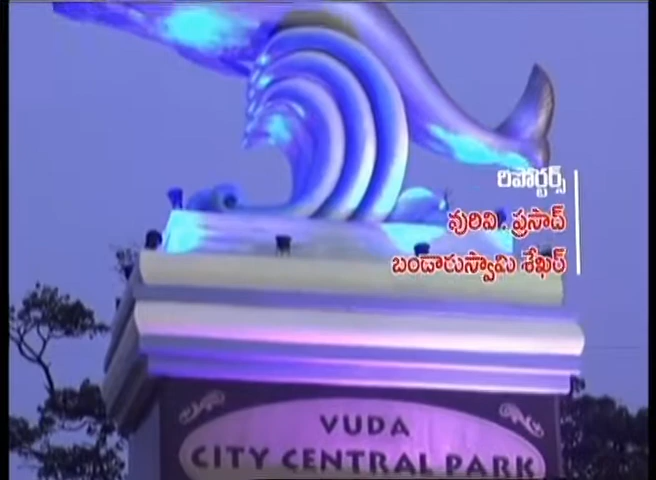 రిపోర్టర్స్
వురివి. ప్రసాద్
బండారుస్వామి శేఖర్
VUDA
CITY CENTRAL PARK